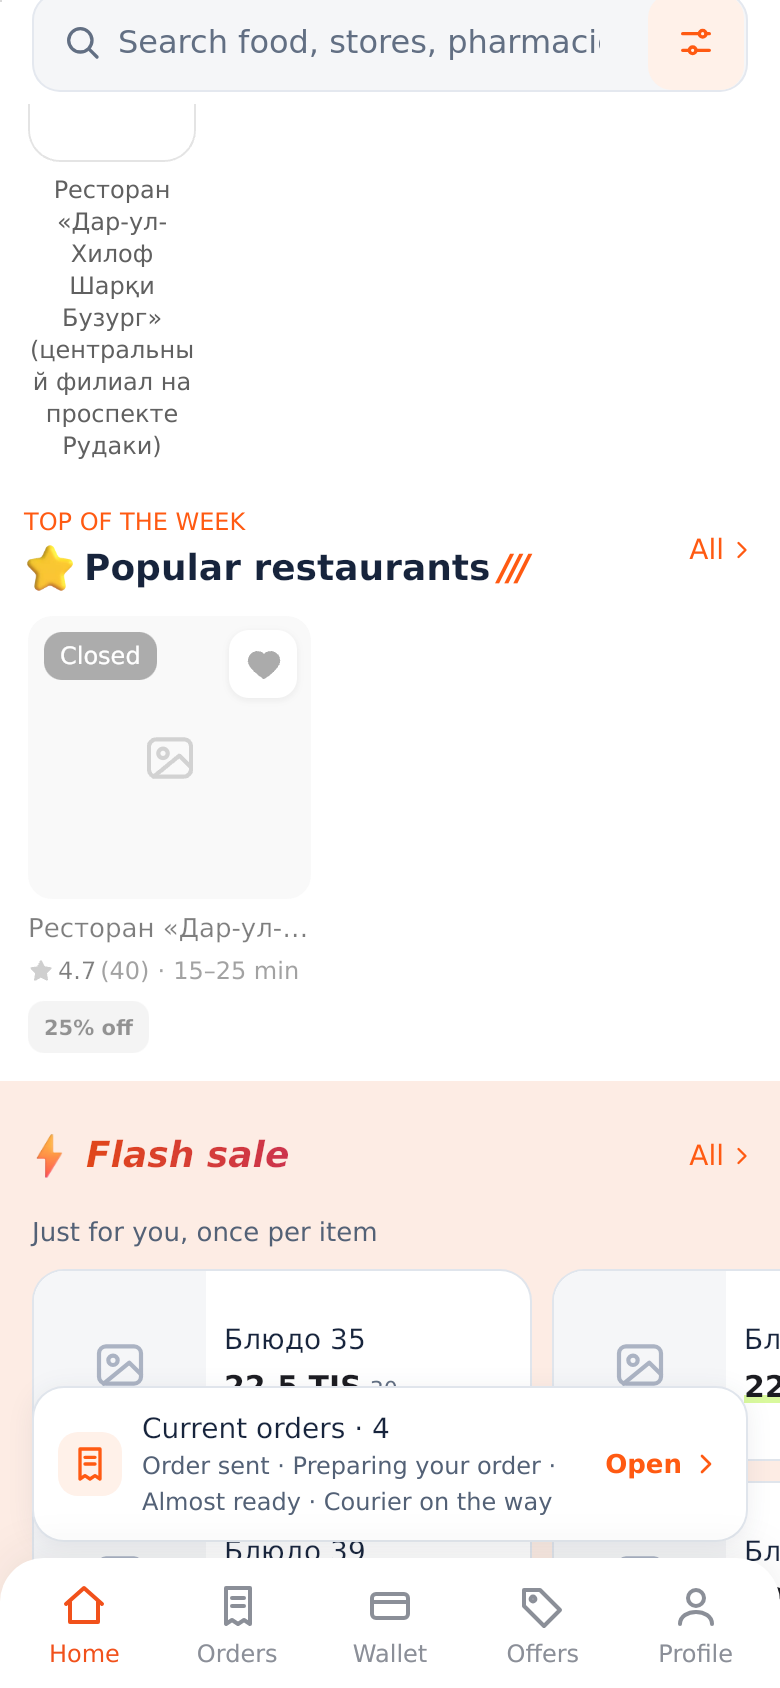 Search food, stores, pharmaci
Ресторан
«Дар-ул-
Хилоф
Шарқи
Бузург»
(центральны
й филиал на
проспекте
Рудаки)
TOP OF THE WEEK
Popular restaurants
All
Closed
Ресторан «Дар-ул-...
4.7 (40) · 15–25 min
25% off
Flash sale
All
Just for you, once per item
Блюдо 35
Бл
22
Current orders · 4
Order sent · Preparing your order ·
Almost ready · Courier on the way
Open
Блюдо 39
Бл
Home
Orders
Wallet
Offers
Profile